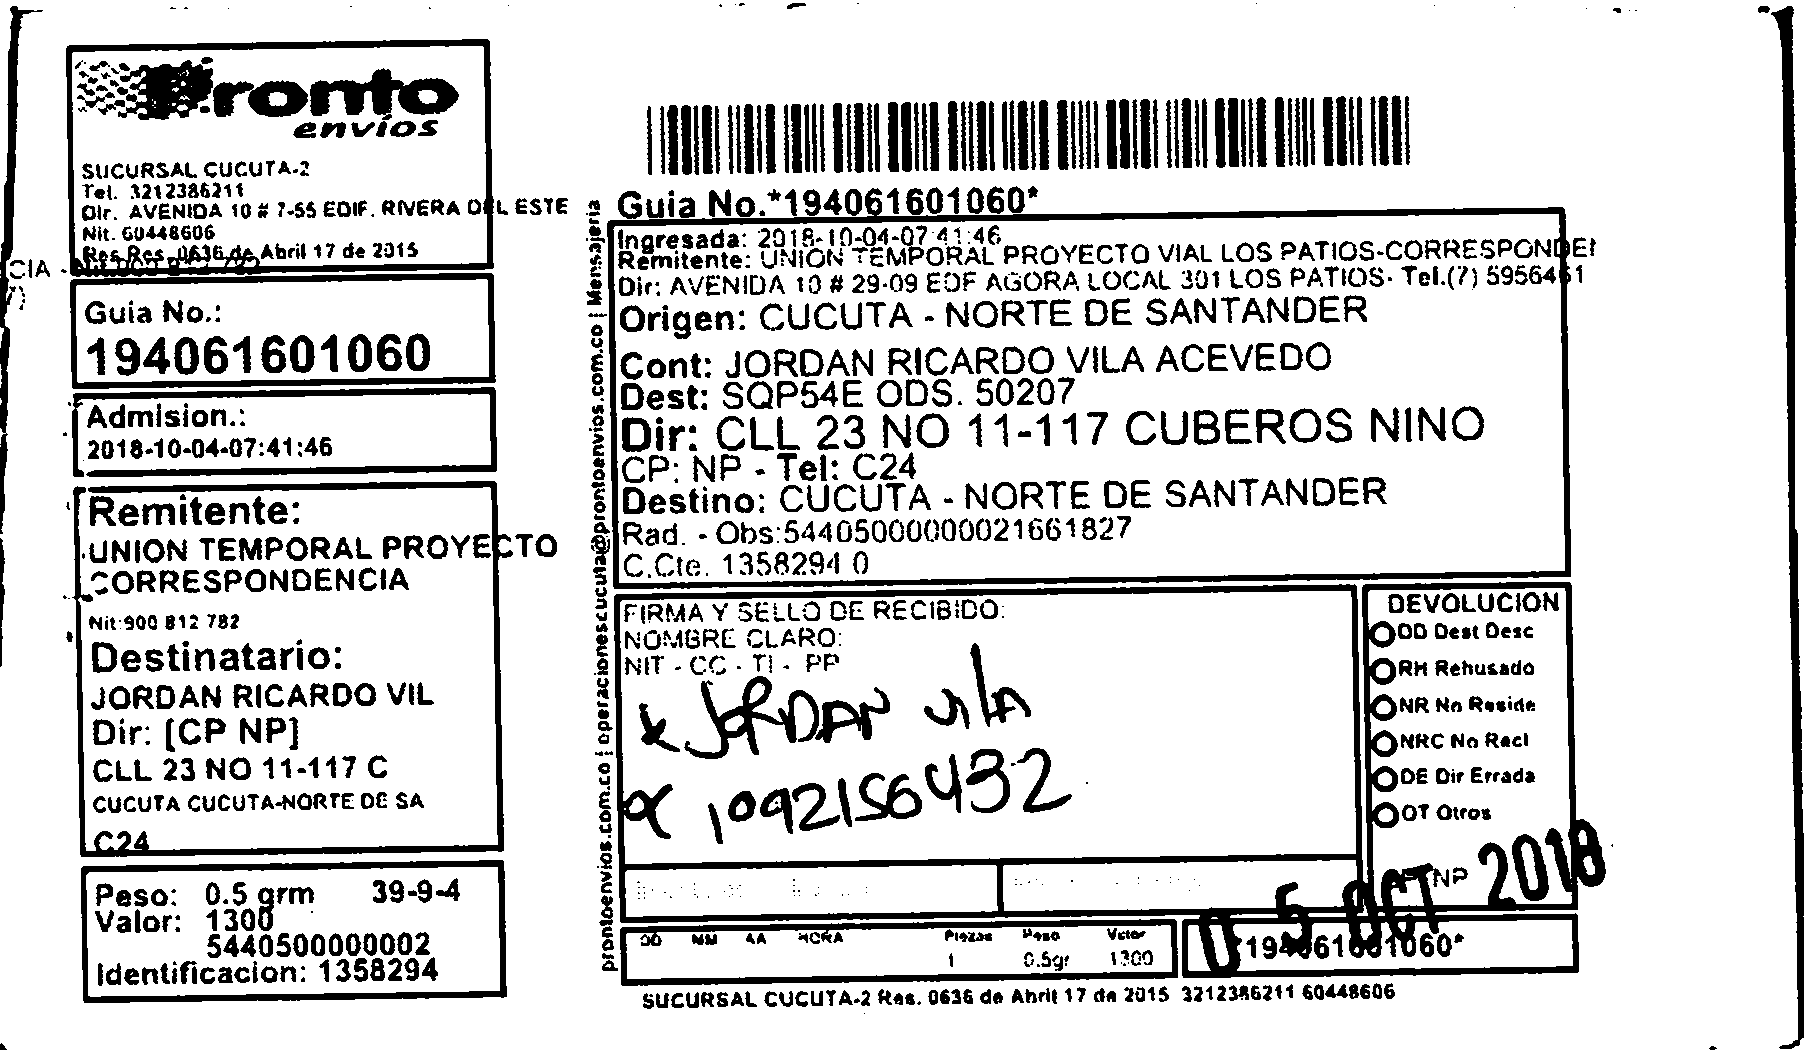 Pronto
envíos
SUCURSAL CUCUTA-2
Tel. 3212386211
Dir. AVENIDA 10 # 7-55 EDIF. RIVERA DEL ESTE
Nit. 60448606
Res Res. 0636 de Abril 17 de 2015
CIA -
7)
Guia No.:
194061601060
Admision.:
2018-10-04-07:41:46
Remitente:
UNION TEMPORAL PROYECTO
CORRESPONDENCIA
Nit:900 812 782
Destinatario:
JORDAN RICARDO VIL
Dir: [CP NP]
CLL 23 NO 11-117 C
CUCUTA CUCUTA-NORTE DE SA
C24
Peso: 0.5 grm 39-9-4
Valor: 1300
5440500000002
Identificacion: 1358294
prontoenvios.com.co | operacionescucuta@prontoenvios.com.co | Mensajeria
Guia No.*194061601060*
Ingresada: 2018-10-04-07:41:46
Remitente: UNION TEMPORAL PROYECTO VIAL LOS PATIOS-CORRESPONDEI
Dir: AVENIDA 10 # 29-09 EDF AGORA LOCAL 301 LOS PATIOS- Tel.(7) 5956461
Origen: CUCUTA - NORTE DE SANTANDER
Cont: JORDAN RICARDO VILA ACEVEDO
Dest: SQP54E ODS. 50207
Dir: CLL 23 NO 11-117 CUBEROS NINO
CP: NP - Tel: C24
Destino: CUCUTA - NORTE DE SANTANDER
Rad. - Obs:54405000000021661827
C.Cte. 1358294 0
FIRMA Y SELLO DE RECIBIDO:
NOMBRE CLARO:
NIT - CC - TI - PP
x JORDAN vila
x 1092156432
DEVOLUCION
DD Dest Desc
RH Rehusado
NR No Reside
NRC No Recl
DE Dir Errada
OT Otros
NP
05 OCT 2018
DD MM AA HORA Piezas Peso Valor
1 0.5gr 1300
*194061601060*
SUCURSAL CUCUTA-2 Res. 0636 de Abril 17 de 2015 3212386211 60448606